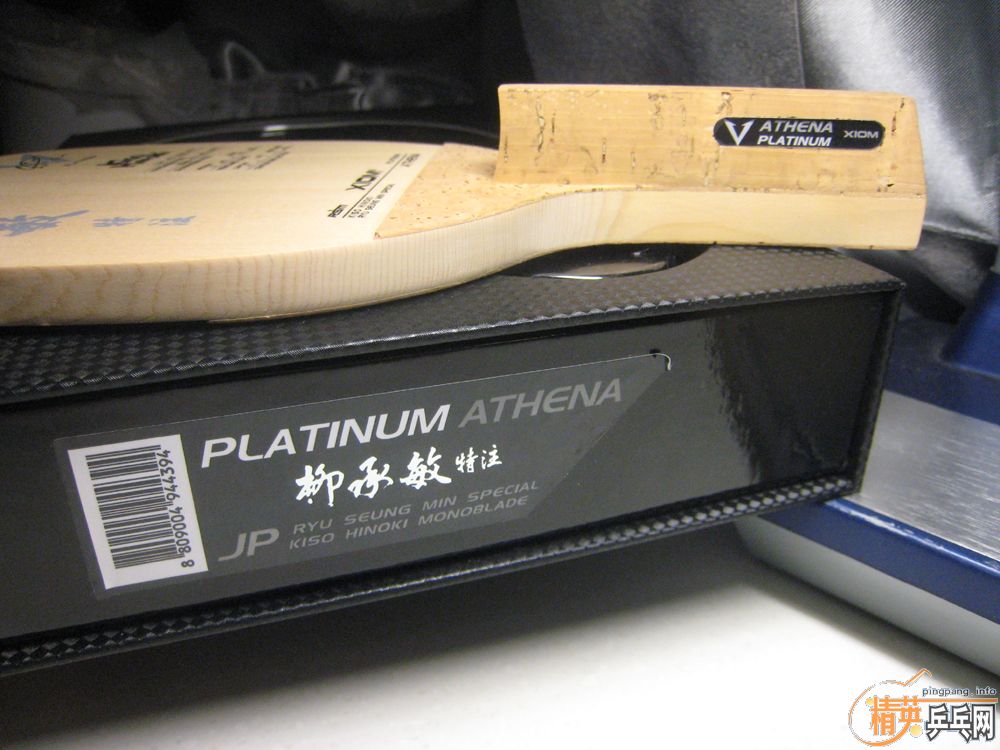 ATHENA
PLATINUM
XIOM
XIOM
PLATINUM ATHENA
柳承敏 特注
JP
RYU SEUNG MIN SPECIAL
KISO HINOKI MONOBLADE
8 809004 944394
pingpang.info
精英乒乓网